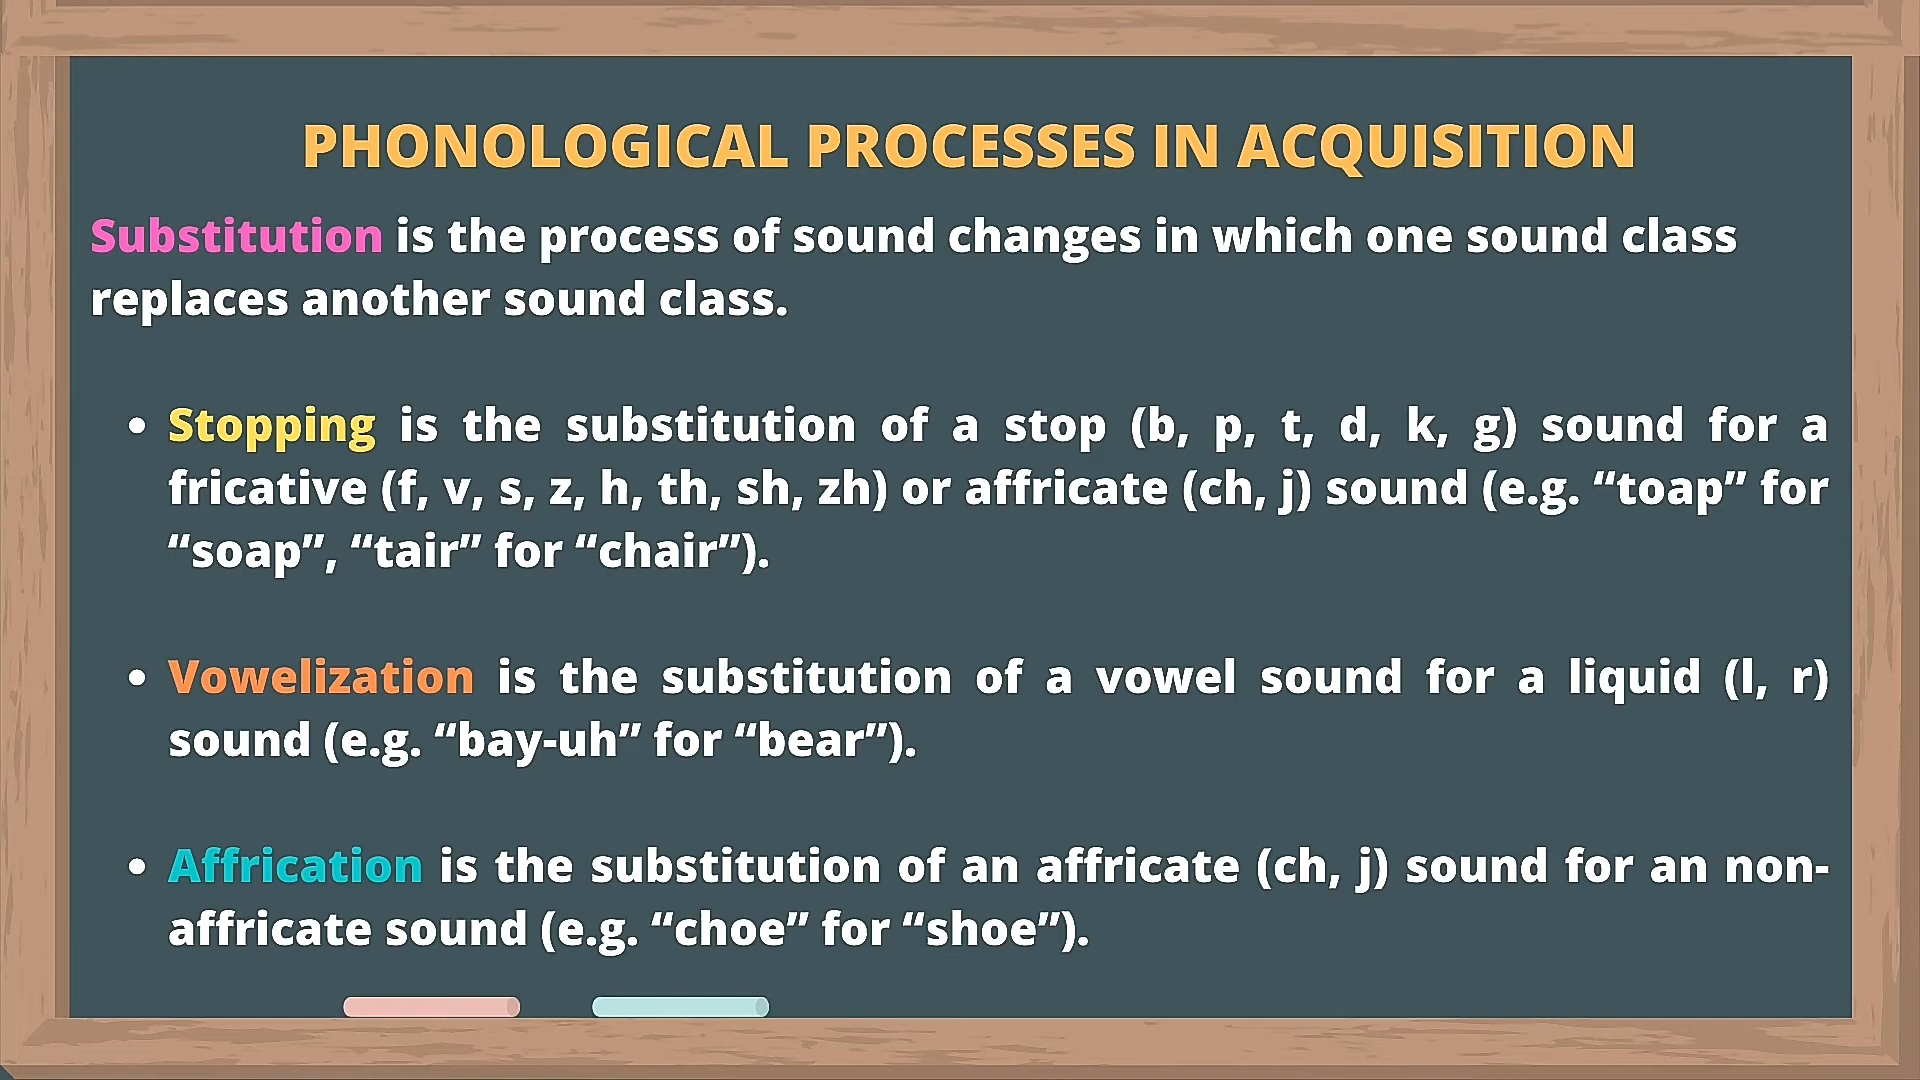 PHONOLOGICAL PROCESSES IN ACQUISITION
Substitution is the process of sound changes in which one sound class
replaces another sound class.
• Stopping is the substitution of a stop (b, p, t, d, k, g) sound for a
fricative (f, v, s, z, h, th, sh, zh) or affricate (ch, j) sound (e.g. “toap” for
“soap”, “tair” for “chair”).
• Vowelization is the substitution of a vowel sound for a liquid (l, r)
sound (e.g. “bay-uh” for “bear”).
• Affrication is the substitution of an affricate (ch, j) sound for an non-
affricate sound (e.g. “choe” for “shoe”).